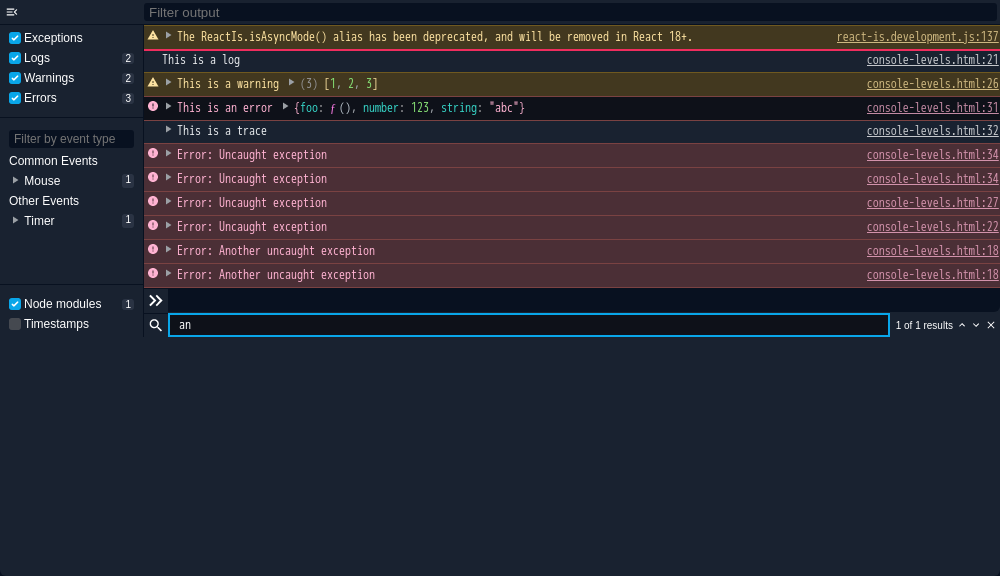 Filter output
Exceptions
Logs 2
Warnings 2
Errors 3
Filter by event type
Common Events
Mouse 1
Other Events
Timer 1
Node modules 1
Timestamps
The ReactIs.isAsyncMode() alias has been deprecated, and will be removed in React 18+. react-is.development.js:137
This is a log console-levels.html:21
This is a warning (3) [1, 2, 3] console-levels.html:26
This is an error {foo: ƒ (), number: 123, string: "abc"} console-levels.html:31
This is a trace console-levels.html:32
Error: Uncaught exception console-levels.html:34
Error: Uncaught exception console-levels.html:34
Error: Uncaught exception console-levels.html:27
Error: Uncaught exception console-levels.html:22
Error: Another uncaught exception console-levels.html:18
Error: Another uncaught exception console-levels.html:18
an 1 of 1 results